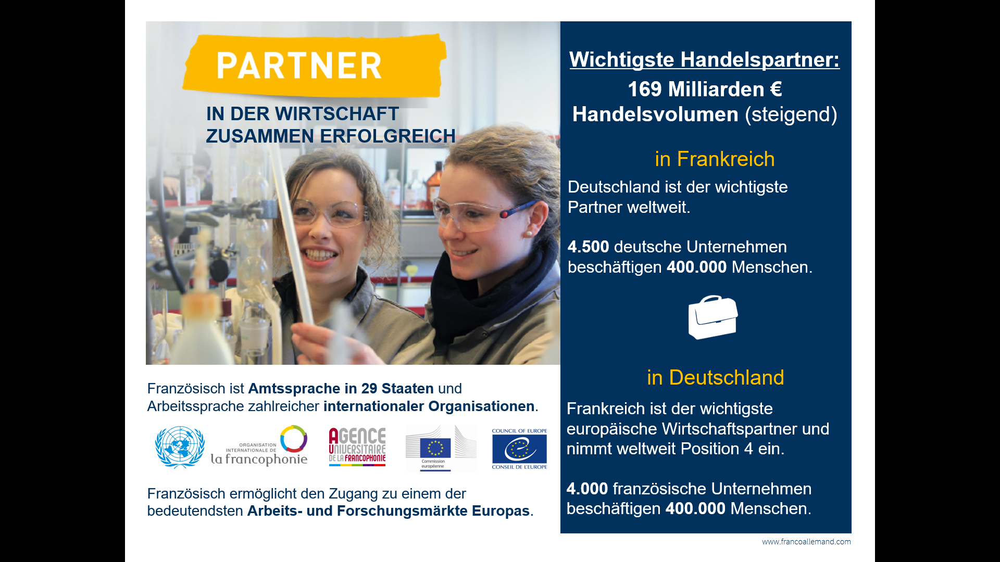 PARTNER
IN DER WIRTSCHAFT
ZUSAMMEN ERFOLGREICH
Französisch ist Amtssprache in 29 Staaten und
Arbeitssprache zahlreicher internationaler Organisationen.
ORGANISATION
INTERNATIONALE DE
la francophonie
AGENCE
UNIVERSITAIRE
DE LA FRANCOPHONIE
Commission
européenne
COUNCIL OF EUROPE
CONSEIL DE L'EUROPE
Französisch ermöglicht den Zugang zu einem der
bedeutendsten Arbeits- und Forschungsmärkte Europas.
Wichtigste Handelspartner:
169 Milliarden €
Handelsvolumen (steigend)
in Frankreich
Deutschland ist der wichtigste
Partner weltweit.
4.500 deutsche Unternehmen
beschäftigen 400.000 Menschen.
in Deutschland
Frankreich ist der wichtigste
europäische Wirtschaftspartner und
nimmt weltweit Position 4 ein.
4.000 französische Unternehmen
beschäftigen 400.000 Menschen.
www.francoallemand.com